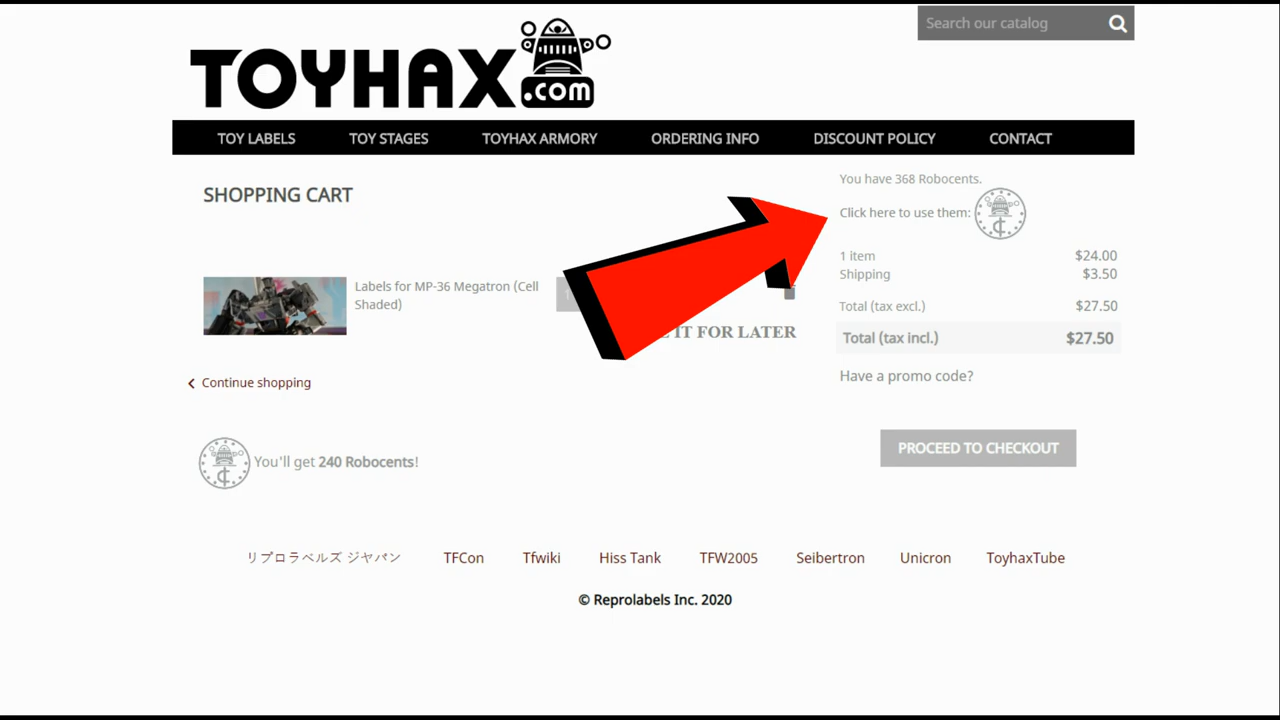 TOYHAX
.com
Search our catalog
TOY LABELS TOY STAGES TOYHAX ARMORY ORDERING INFO DISCOUNT POLICY CONTACT
SHOPPING CART
Labels for MP-36 Megatron (Cell
Shaded)
IT FOR LATER
Continue shopping
You'll get 240 Robocents!
You have 368 Robocents.
Click here to use them:
1 item $24.00
Shipping $3.50
Total (tax excl.) $27.50
Total (tax incl.) $27.50
Have a promo code?
PROCEED TO CHECKOUT
リプロラベルズ ジャパン TFCon Tfwiki Hiss Tank TFW2005 Seibertron Unicron ToyhaxTube
© Reprolabels Inc. 2020